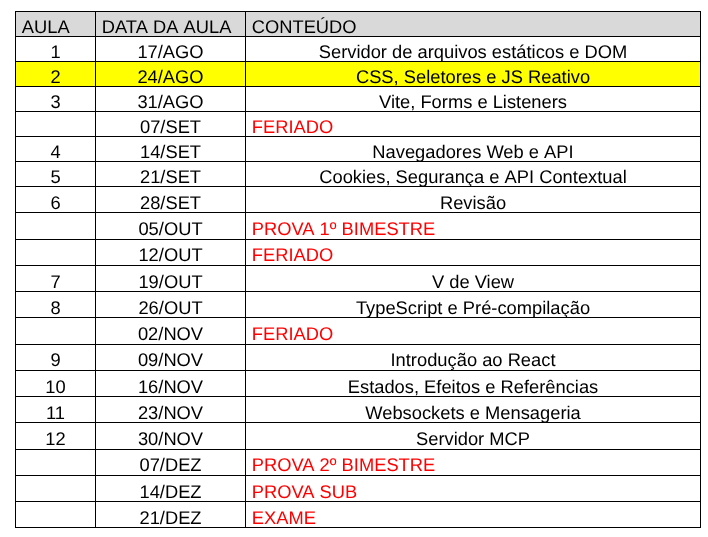 AULA DATA DA AULA CONTEÚDO
1 17/AGO Servidor de arquivos estáticos e DOM
2 24/AGO CSS, Seletores e JS Reativo
3 31/AGO Vite, Forms e Listeners
07/SET FERIADO
4 14/SET Navegadores Web e API
5 21/SET Cookies, Segurança e API Contextual
6 28/SET Revisão
05/OUT PROVA 1º BIMESTRE
12/OUT FERIADO
7 19/OUT V de View
8 26/OUT TypeScript e Pré-compilação
02/NOV FERIADO
9 09/NOV Introdução ao React
10 16/NOV Estados, Efeitos e Referências
11 23/NOV Websockets e Mensageria
12 30/NOV Servidor MCP
07/DEZ PROVA 2º BIMESTRE
14/DEZ PROVA SUB
21/DEZ EXAME